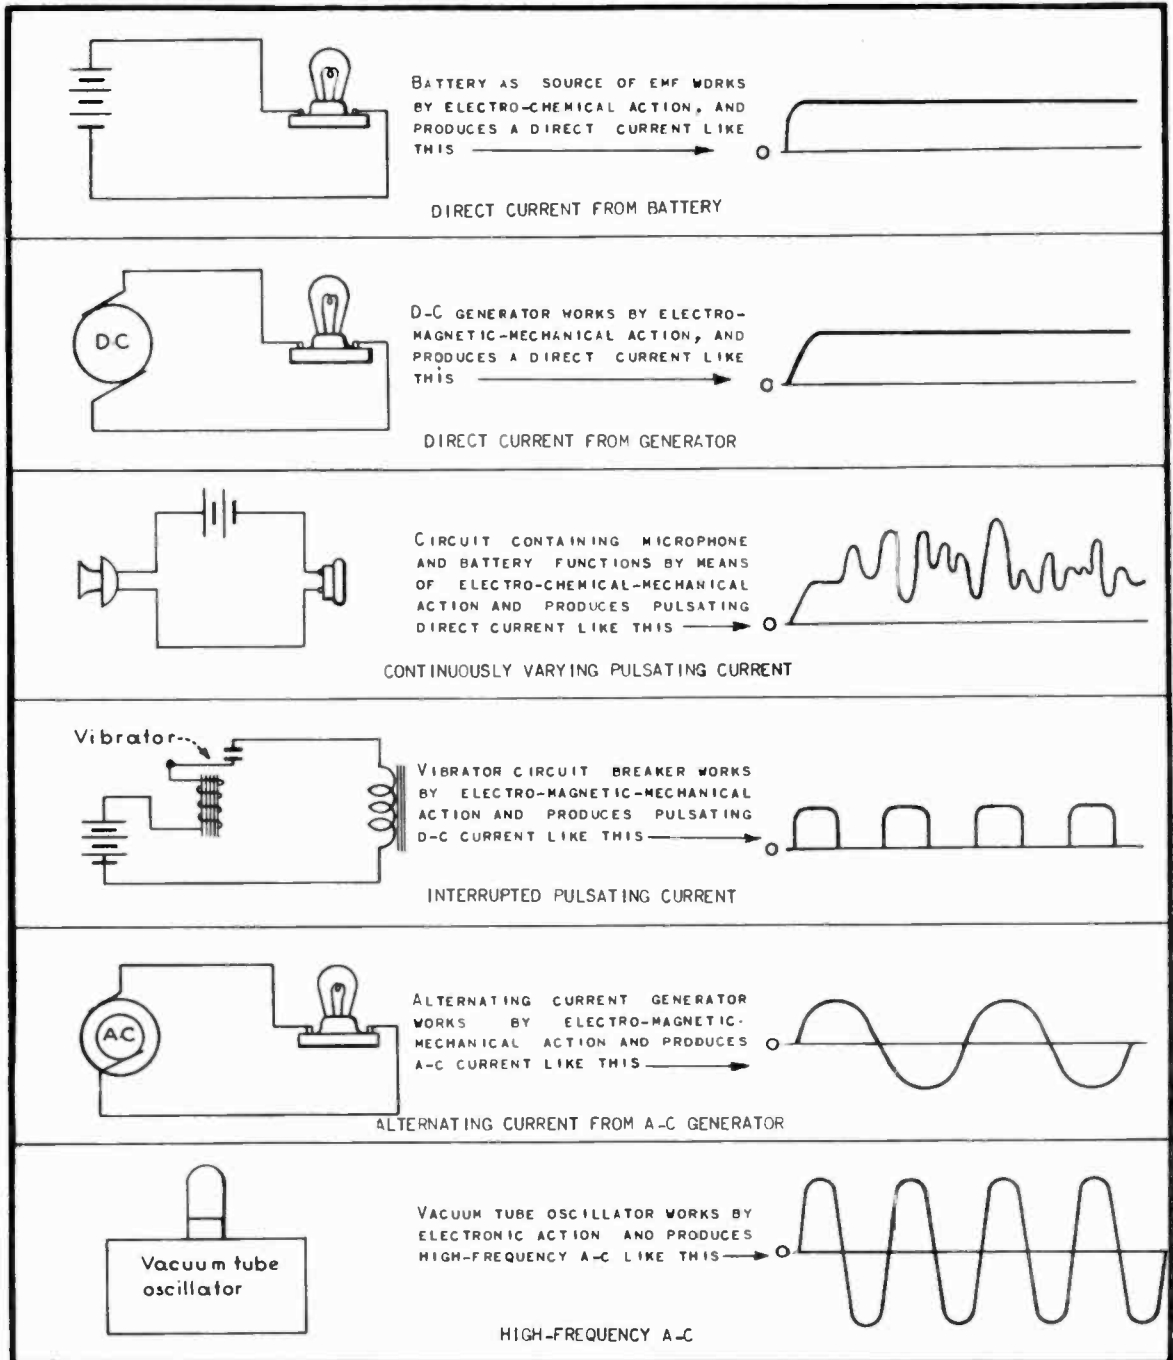 BATTERY AS SOURCE OF EMF WORKS
BY ELECTRO-CHEMICAL ACTION, AND
PRODUCES A DIRECT CURRENT LIKE
THIS
O
DIRECT CURRENT FROM BATTERY
D-C
D-C GENERATOR WORKS BY ELECTRO-
MAGNETIC-MECHANICAL ACTION, AND
PRODUCES A DIRECT CURRENT LIKE
THIS
O
DIRECT CURRENT FROM GENERATOR
CIRCUIT CONTAINING MICROPHONE
AND BATTERY FUNCTIONS BY MEANS
OF ELECTRO-CHEMICAL-MECHANICAL
ACTION AND PRODUCES PULSATING
DIRECT CURRENT LIKE THIS
O
CONTINUOUSLY VARYING PULSATING CURRENT
Vibrator
VIBRATOR CIRCUIT BREAKER WORKS
BY ELECTRO-MAGNETIC-MECHANICAL
ACTION AND PRODUCES PULSATING
D-C CURRENT LIKE THIS
O
INTERRUPTED PULSATING CURRENT
A-C
ALTERNATING CURRENT GENERATOR
WORKS BY ELECTRO-MAGNETIC-
MECHANICAL ACTION AND PRODUCES
A-C CURRENT LIKE THIS
O
ALTERNATING CURRENT FROM A-C GENERATOR
Vacuum tube
oscillator
VACUUM TUBE OSCILLATOR WORKS BY
ELECTRONIC ACTION AND PRODUCES
HIGH-FREQUENCY A-C LIKE THIS
O
HIGH-FREQUENCY A-C